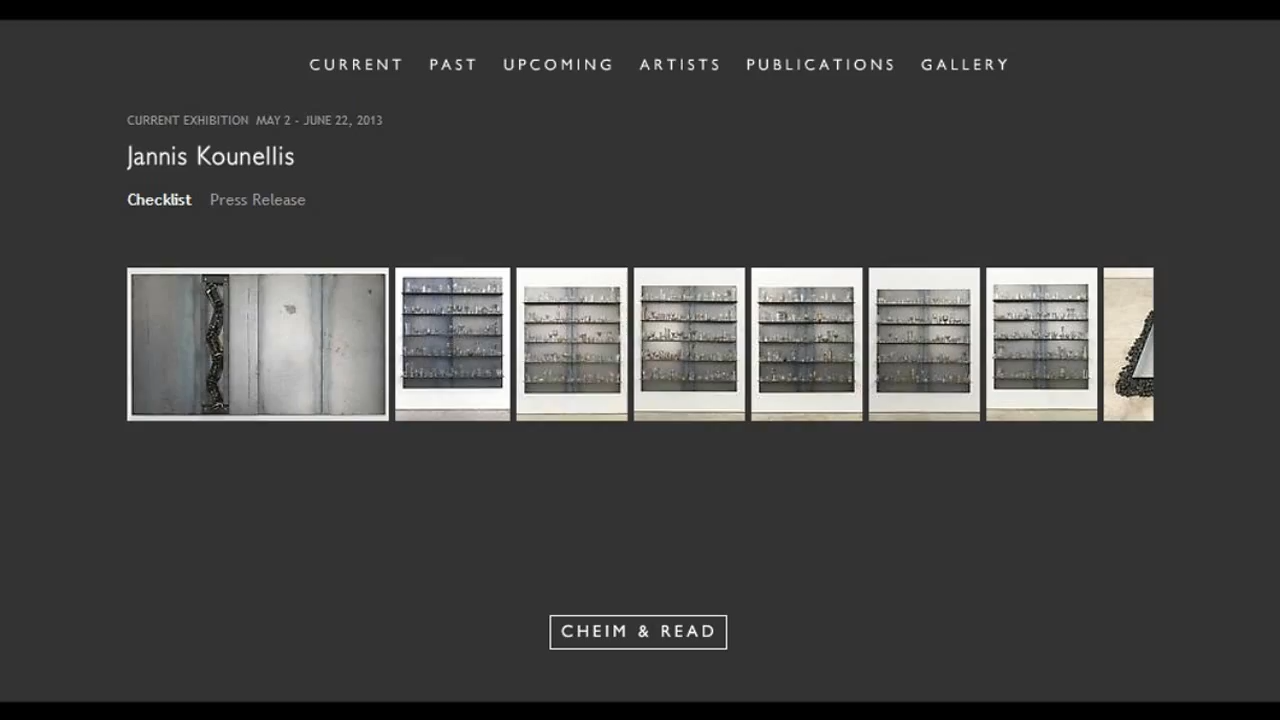 CURRENT PAST UPCOMING ARTISTS PUBLICATIONS GALLERY
CURRENT EXHIBITION MAY 2 - JUNE 22, 2013
Jannis Kounellis
Checklist Press Release
CHEIM & READ